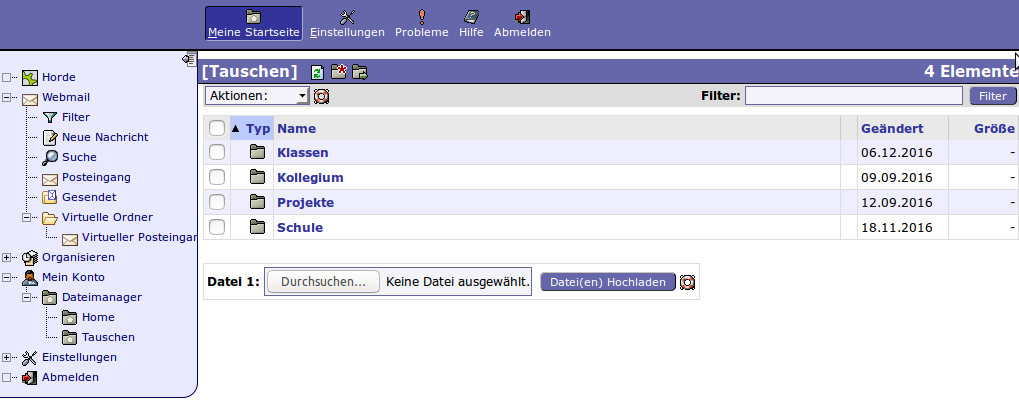 Meine Startseite Einstellungen Probleme Hilfe Abmelden
Horde
Webmail
Filter
Neue Nachricht
Suche
Posteingang
Gesendet
Virtuelle Ordner
Virtueller Posteingan
Organisieren
Mein Konto
Dateimanager
Home
Tauschen
Einstellungen
Abmelden
[Tauschen] 4 Elemente
Aktionen: Filter: Filter
Typ Name Geändert Größe
Klassen 06.12.2016 -
Kollegium 09.09.2016 -
Projekte 12.09.2016 -
Schule 18.11.2016 -
Datei 1: Durchsuchen... Keine Datei ausgewählt. Datei(en) Hochladen